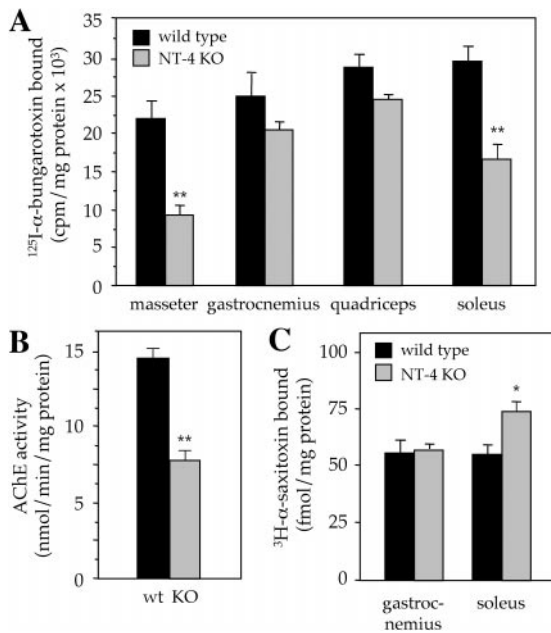 A
wild type
NT-4 KO
¹²⁵I-α-bungarotoxin bound
(cpm/mg protein x 10³)
35
30
25
20
15
10
5
0
**
**
masseter gastrocnemius quadriceps soleus
B
AChE activity
(nmol/min/mg protein)
15
10
5
0
**
wt KO
C
wild type
NT-4 KO
³H-α-saxitoxin bound
(fmol/mg protein)
100
75
50
25
0
*
gastroc-
nemius
soleus